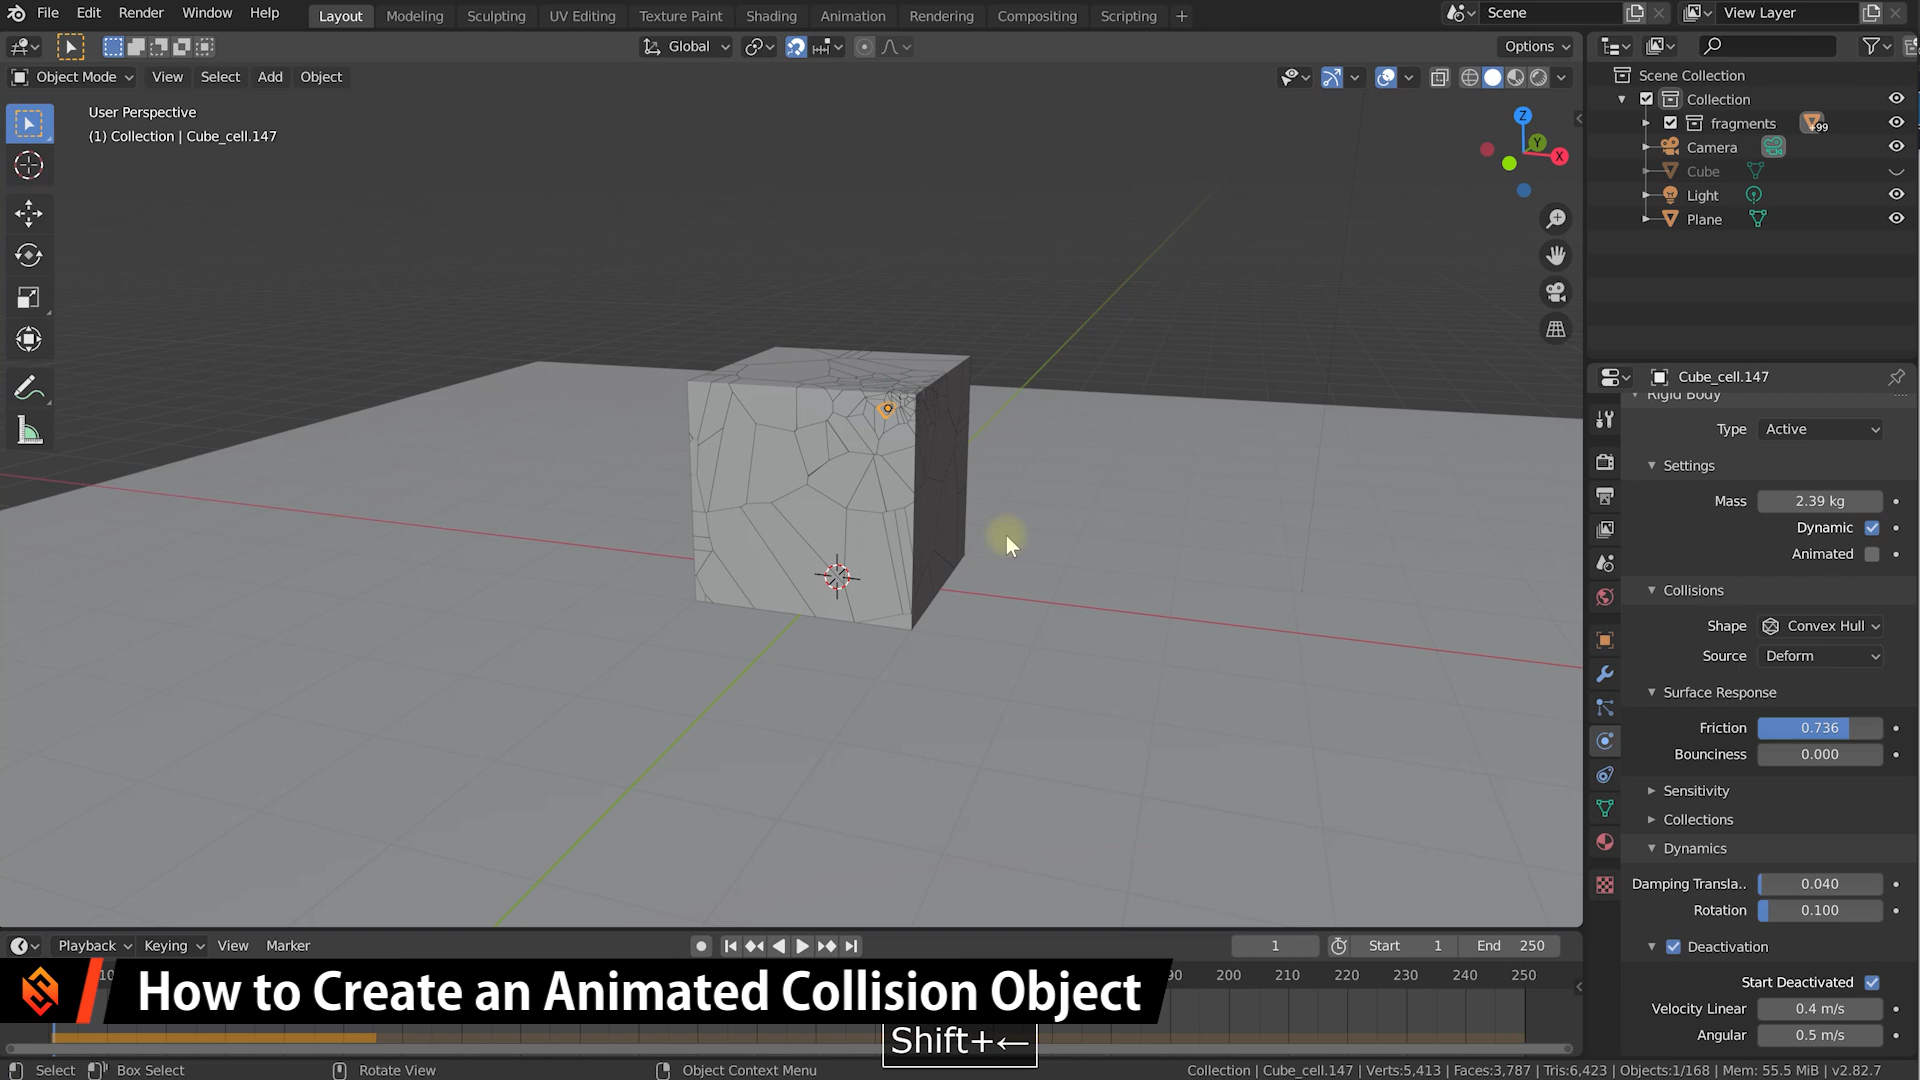 File Edit Render Window Help Layout Modeling Sculpting UV Editing Texture Paint Shading Animation Rendering Compositing Scripting + Scene View Layer
Global Options
Object Mode View Select Add Object
User Perspective
(1) Collection | Cube_cell.147
Z
Y
X
Scene Collection
Collection
fragments +99
Camera
Cube
Light
Plane
Cube_cell.147
Rigid Body
Type Active
Settings
Mass 2.39 kg
Dynamic
Animated
Collisions
Shape Convex Hull
Source Deform
Surface Response
Friction 0.736
Bounciness 0.000
Sensitivity
Collections
Dynamics
Damping Transla.. 0.040
Rotation 0.100
Deactivation
Start Deactivated
Velocity Linear 0.4 m/s
Angular 0.5 m/s
Playback Keying View Marker 1 Start 1 End 250
200 210 220 230 240 250
How to Create an Animated Collision Object
Shift+←
Select Box Select Rotate View Object Context Menu Collection | Cube_cell.147 | Verts:5,413 | Faces:3,787 | Tris:6,423 | Objects:1/168 | Mem: 55.5 MiB | v2.82.7